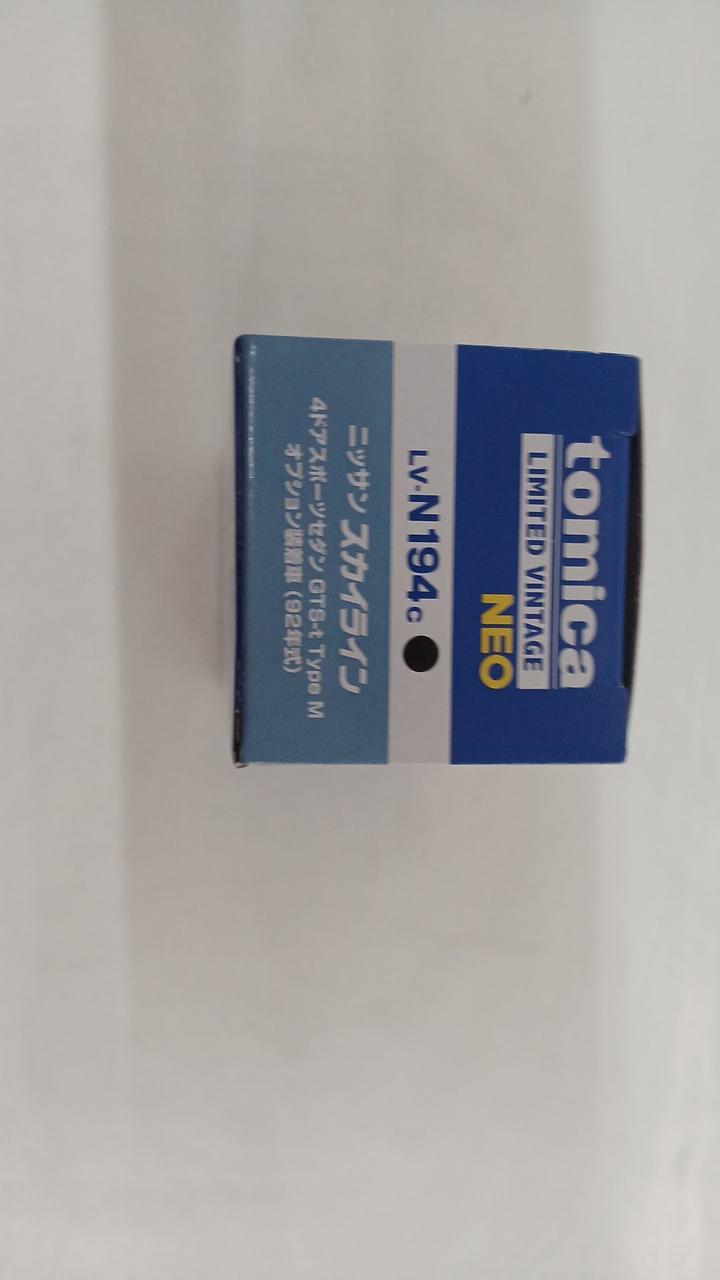 tomica
LIMITED VINTAGE
NEO
LV-N194c
ニッサン スカイライン
4ドアスポーツセダン GTS-t Type M
オプション装着車 (92年式)